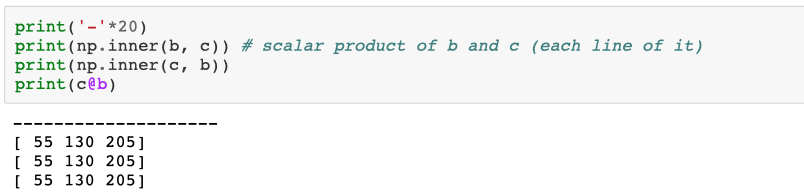 print('-'*20)
print(np.inner(b, c)) # scalar product of b and c (each line of it)
print(np.inner(c, b))
print(c@b)
--------------------
[ 55 130 205]
[ 55 130 205]
[ 55 130 205]